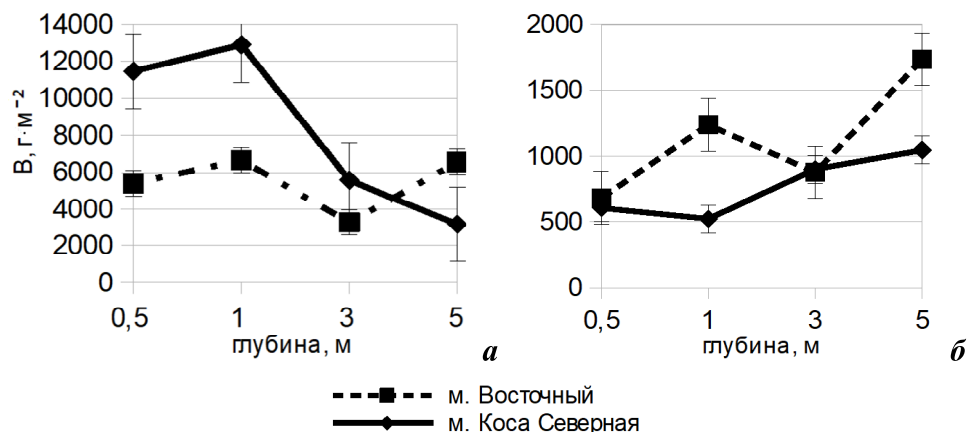 В, г·м⁻²
14000
12000
10000
8000
6000
4000
2000
0
0,5 1 3 5
глубина, м
а
2000
1500
1000
500
0
0,5 1 3 5
глубина, м
б
м. Восточный
м. Коса Северная